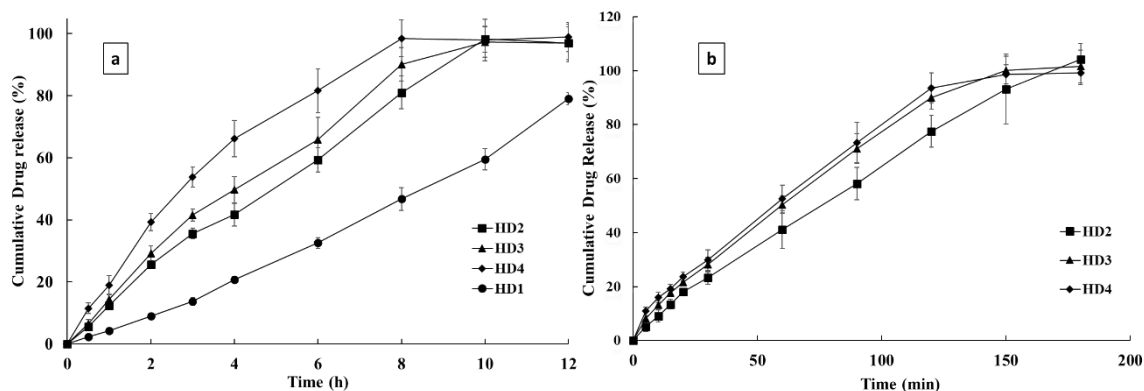 a
Cumulative Drug release (%)
100
80
60
40
20
0
0 2 4 6 8 10 12
Time (h)
HD2
HD3
HD4
HD1
b
Cumulative Drug Release (%)
120
100
80
60
40
20
0
0 50 100 150 200
Time (min)
HD2
HD3
HD4